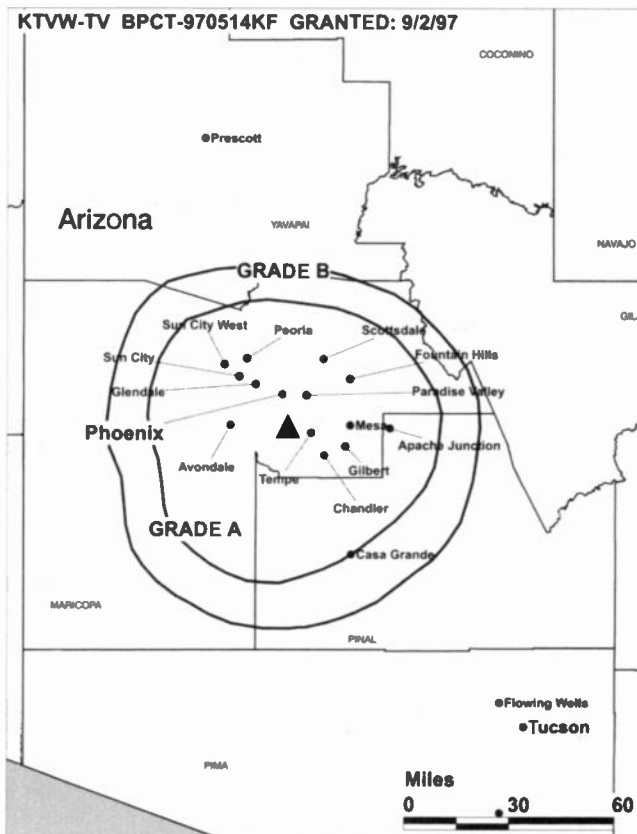 KTVW-TV BPCT-970514KF GRANTED: 9/2/97
COCONINO
Prescott
Arizona
YAVAPAI
NAVAJO
GRADE B
GIL
Sun City West
Peoria
Scottsdale
Sun City
Fountain Hills
Glendale
Paradise Valley
Phoenix
Mesa
Apache Junction
Avondale
Tempe
Gilbert
Chandler
GRADE A
Casa Grande
MARICOPA
PINAL
Flowing Wells
Tucson
PIMA
Miles
0 30 60